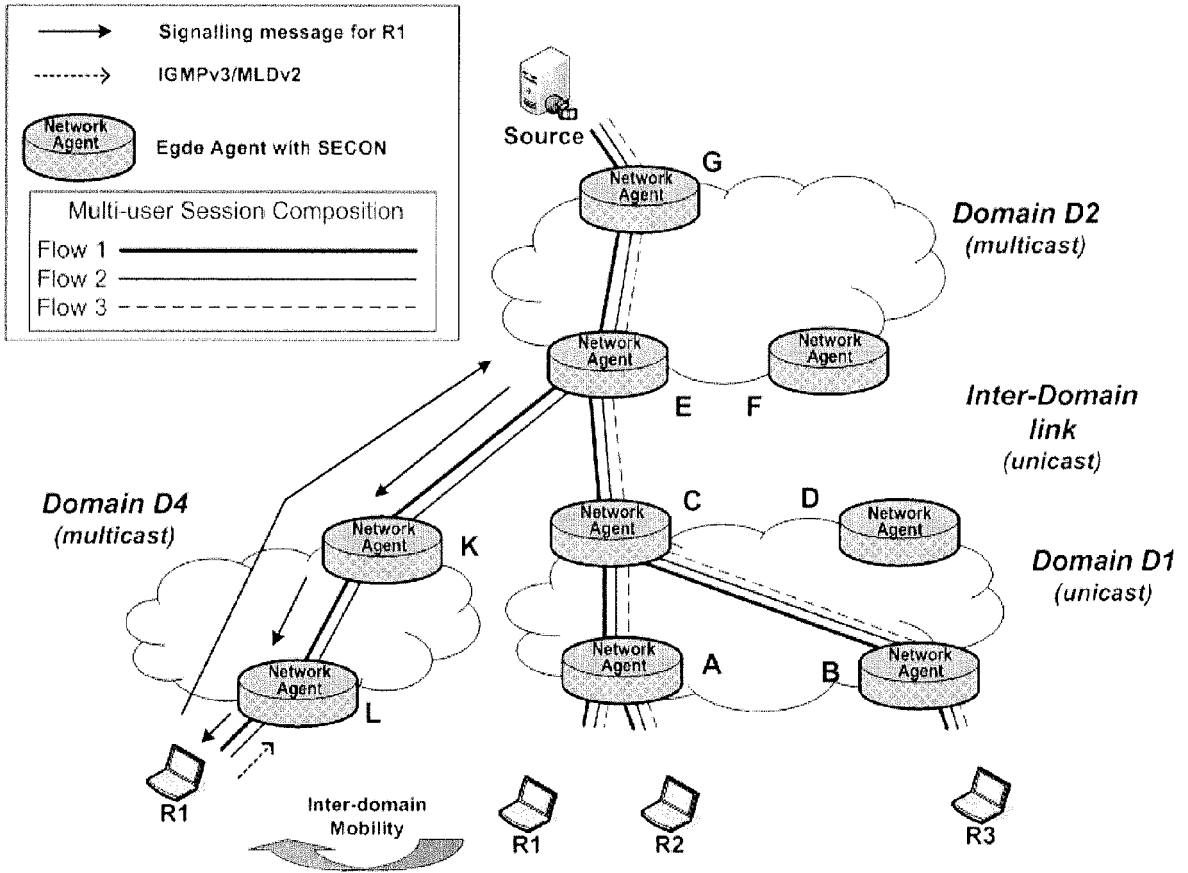 Signalling message for R1
IGMPv3/MLDv2
Network
Agent
Egde Agent with SECON
Multi-user Session Composition
Flow 1
Flow 2
Flow 3
Source
G
Network
Agent
Domain D2
(multicast)
Network
Agent
E
F
Network
Agent
Inter-Domain
link
(unicast)
Domain D4
(multicast)
Network
Agent
K
Network
Agent
C
D
Network
Agent
Domain D1
(unicast)
Network
Agent
L
Network
Agent
A
B
Network
Agent
R1
Inter-domain
Mobility
R1
R2
R3